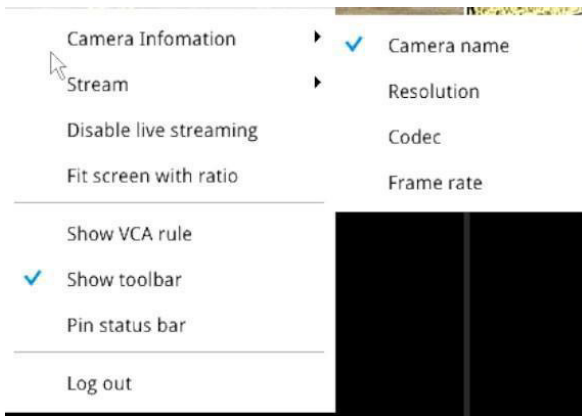 Camera Infomation
Stream
Disable live streaming
Fit screen with ratio
Show VCA rule
Show toolbar
Pin status bar
Log out
Camera name
Resolution
Codec
Frame rate